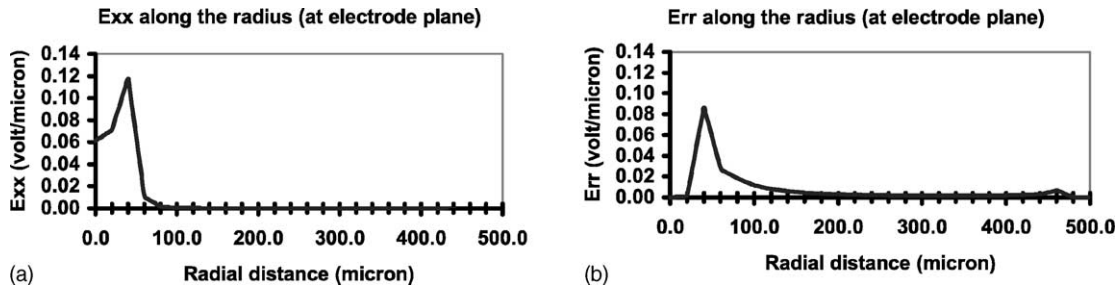 Exx along the radius (at electrode plane)
Exx (volt/micron)
0.14
0.12
0.10
0.08
0.06
0.04
0.02
0.00
0.0 100.0 200.0 300.0 400.0 500.0
Radial distance (micron)
(a)
Err along the radius (at electrode plane)
Err (volt/micron)
0.14
0.12
0.10
0.08
0.06
0.04
0.02
0.00
0.0 100.0 200.0 300.0 400.0 500.0
Radial distance (micron)
(b)